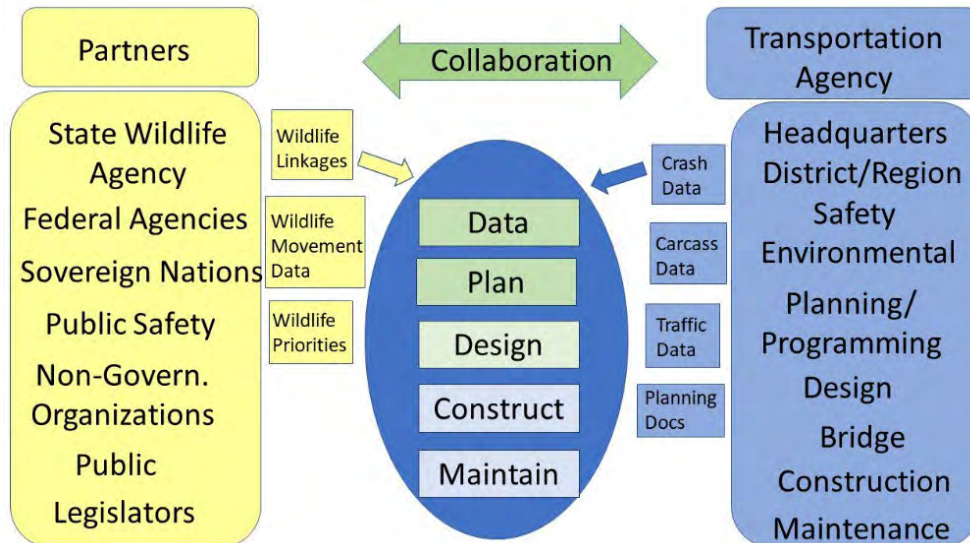 Partners
Collaboration
Transportation
Agency
State Wildlife
Agency
Federal Agencies
Sovereign Nations
Public Safety
Non-Govern.
Organizations
Public
Legislators
Wildlife
Linkages
Wildlife
Movement
Data
Wildlife
Priorities
Data
Plan
Design
Construct
Maintain
Crash
Data
Carcass
Data
Traffic
Data
Planning
Docs
Headquarters
District/Region
Safety
Environmental
Planning/
Programming
Design
Bridge
Construction
Maintenance